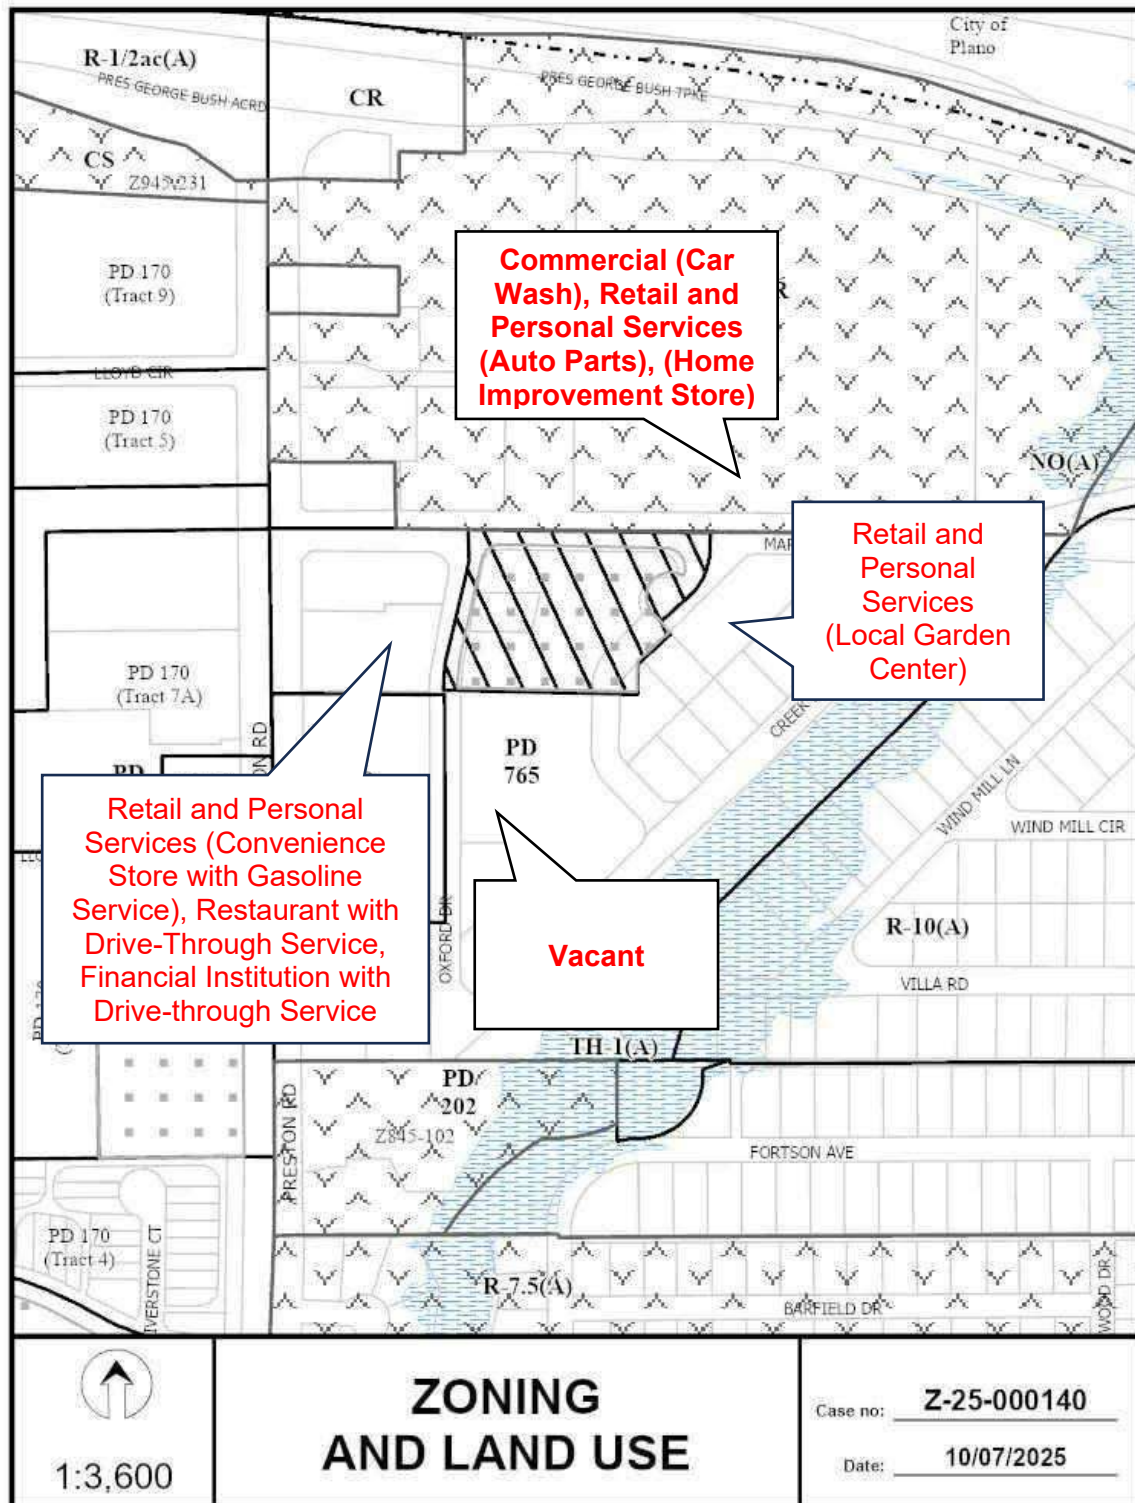 City of
Plano
R-1/2ac(A)
PRES GEORGE BUSH ACRD
CR
PRES GEORGE BUSH TPKE
CS
Z945-231
PD 170
(Tract 9)
Commercial (Car
Wash), Retail and
Personal Services
(Auto Parts), (Home
Improvement Store)
R
LLOYD CIR
PD 170
(Tract 5)
NO(A)
MAR
Retail and
Personal
Services
(Local Garden
Center)
PD 170
(Tract 7A)
ON RD
CREEK
PD
765
PD
WIND MILL LN
WIND MILL CIR
Retail and Personal
Services (Convenience
Store with Gasoline
Service), Restaurant with
Drive-Through Service,
Financial Institution with
Drive-through Service
OXFORD DR
Vacant
R-10(A)
VILLA RD
TH-1(A)
PD
202
Z845-102
PRESTON RD
FORTSON AVE
PD 170
(Tract 4)
IVERSTONE CT
R-7.5(A)
BARFIELD DR
WOOD DR
1:3,600
ZONING
AND LAND USE
Case no: Z-25-000140
Date: 10/07/2025